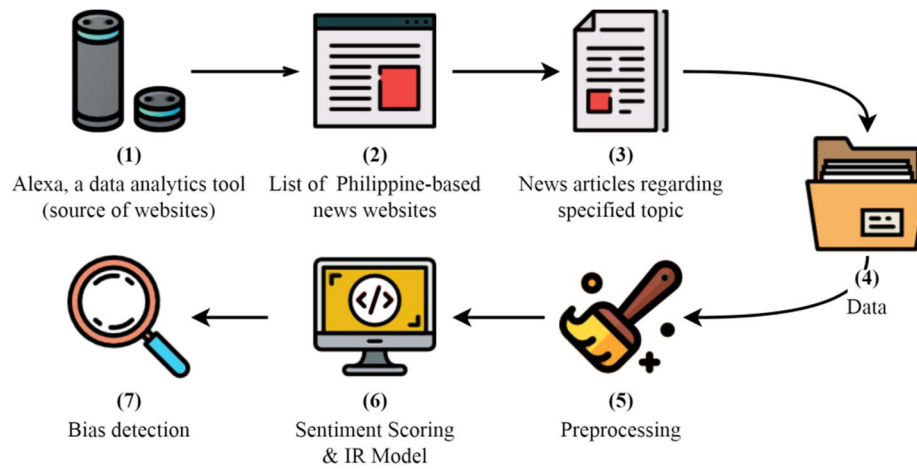 (1)
Alexa, a data analytics tool
(source of websites)
(2)
List of Philippine-based
news websites
(3)
News articles regarding
specified topic
(4)
Data
(5)
Preprocessing
(6)
Sentiment Scoring
& IR Model
(7)
Bias detection